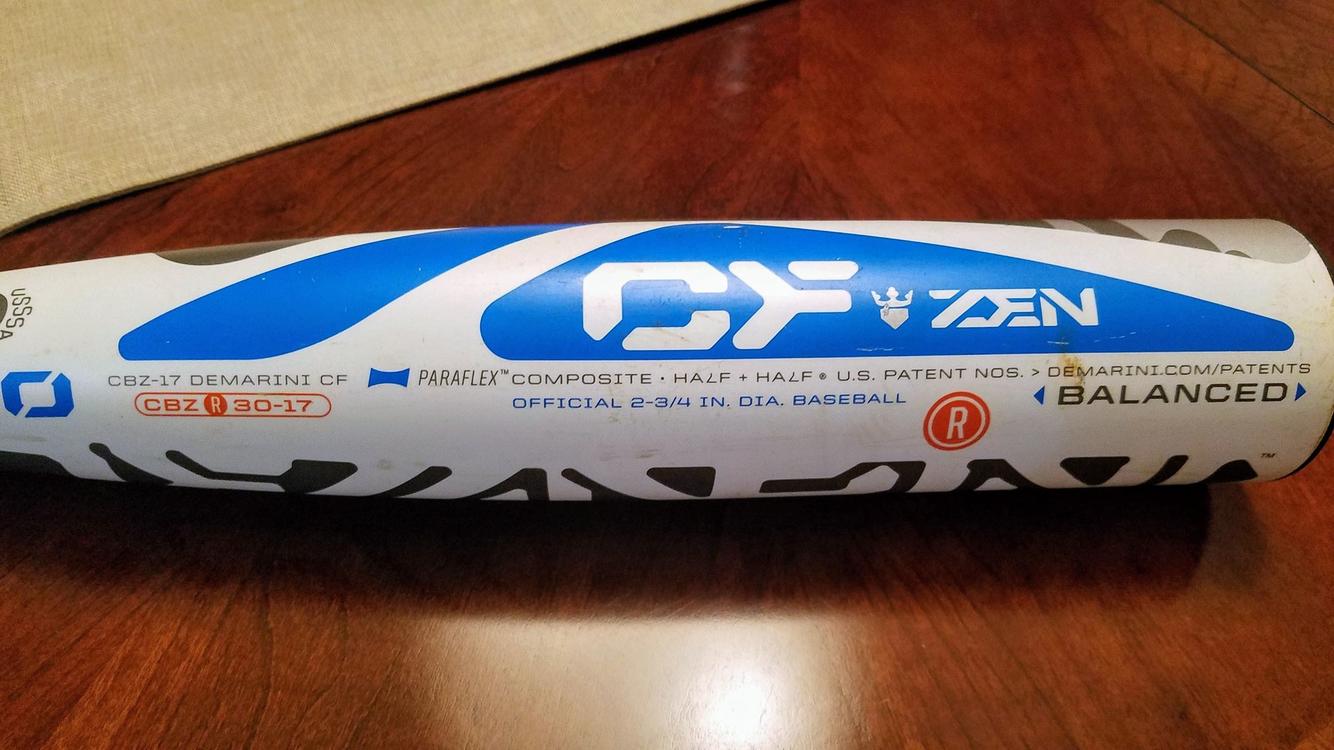 USSSA
CF ZEN
CBZ-17 DEMARINI CF PARAFLEX™ COMPOSITE · HALF + HALF ® U.S. PATENT NOS. > DEMARINI.COM/PATENTS
CBZ R 30-17
OFFICIAL 2-3/4 IN. DIA. BASEBALL
R
BALANCED
TM